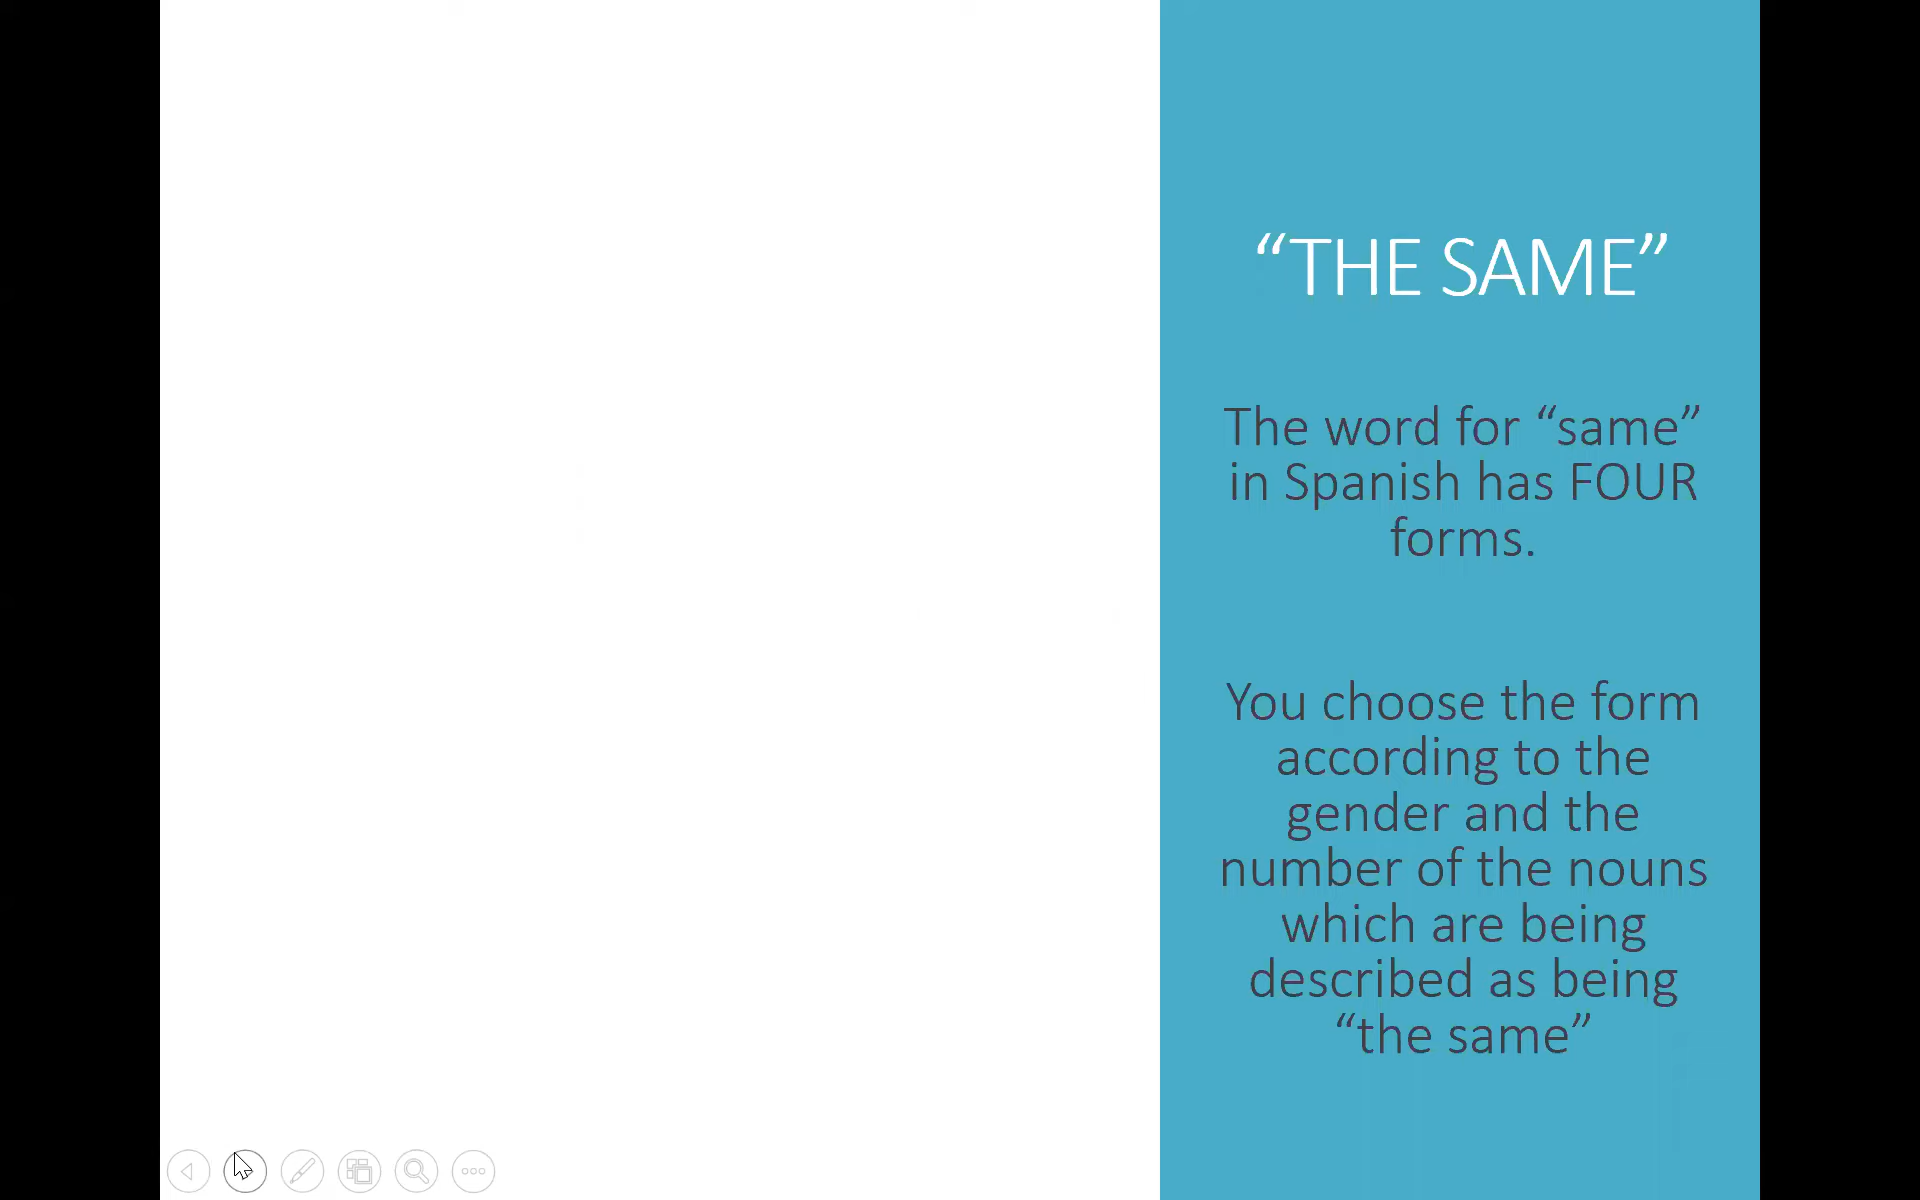 “THE SAME”
The word for “same”
in Spanish has FOUR
forms.
You choose the form
according to the
gender and the
number of the nouns
which are being
described as being
“the same”